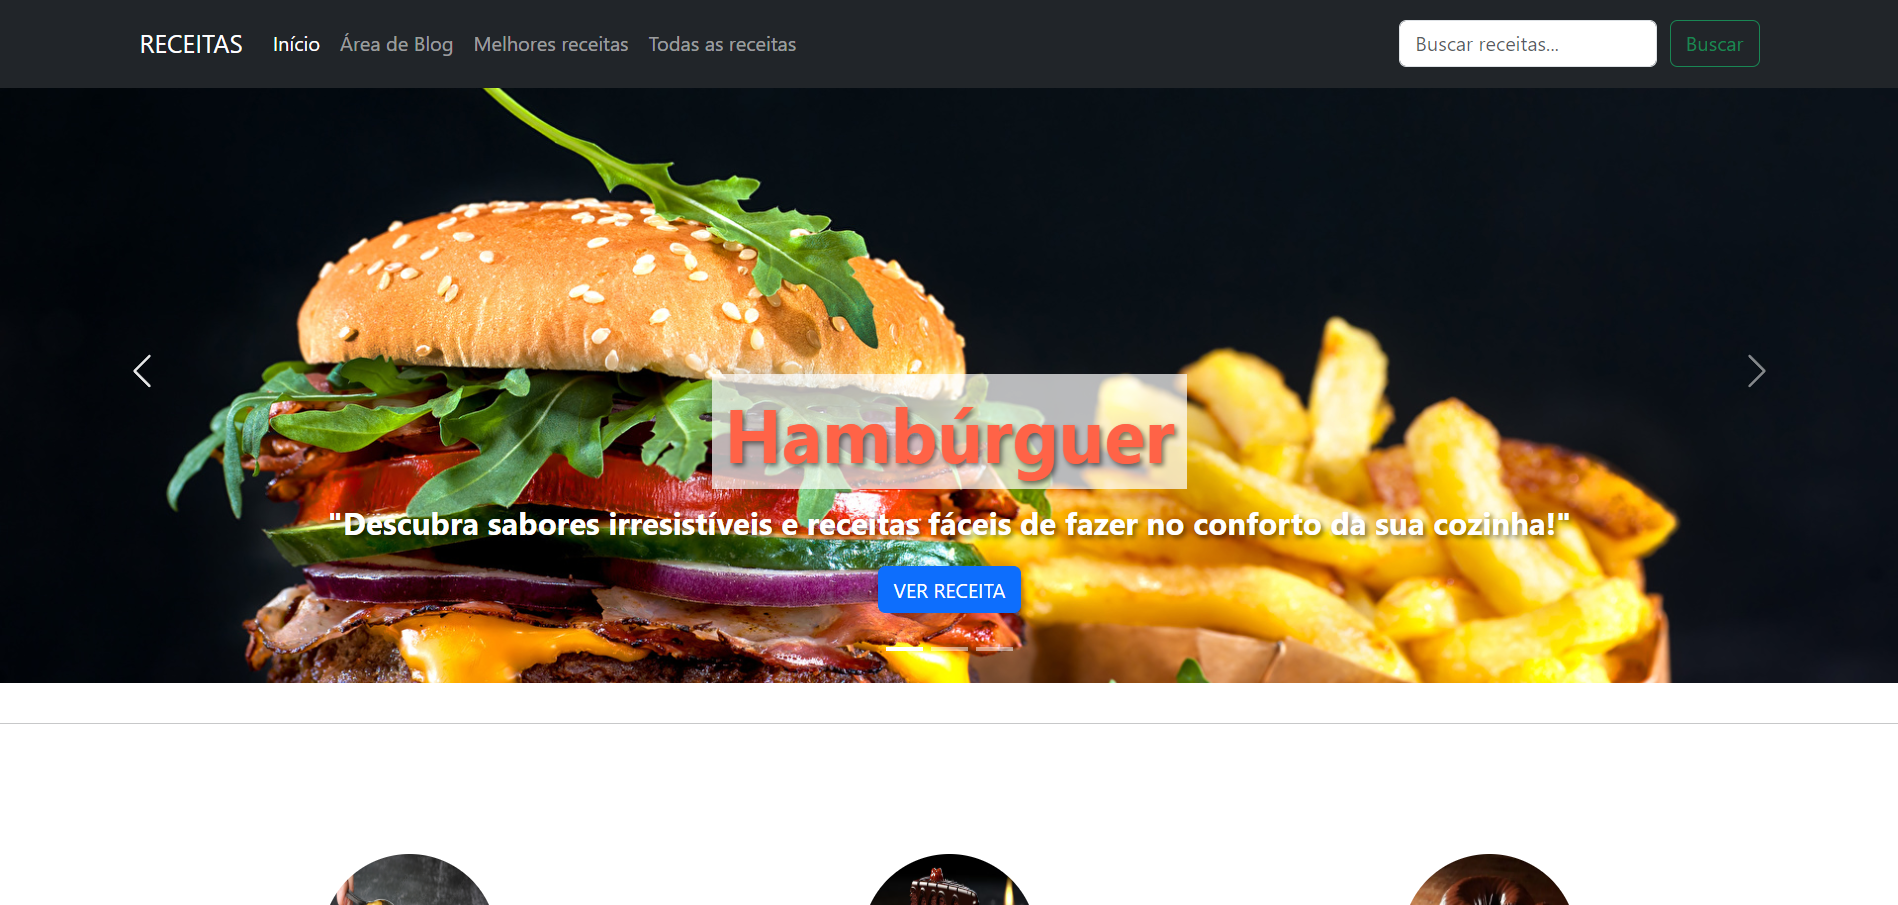 RECEITAS Início Área de Blog Melhores receitas Todas as receitas Buscar receitas... Buscar
Hambúrguer
"Descubra sabores irresistíveis e receitas fáceis de fazer no conforto da sua cozinha!"
VER RECEITA